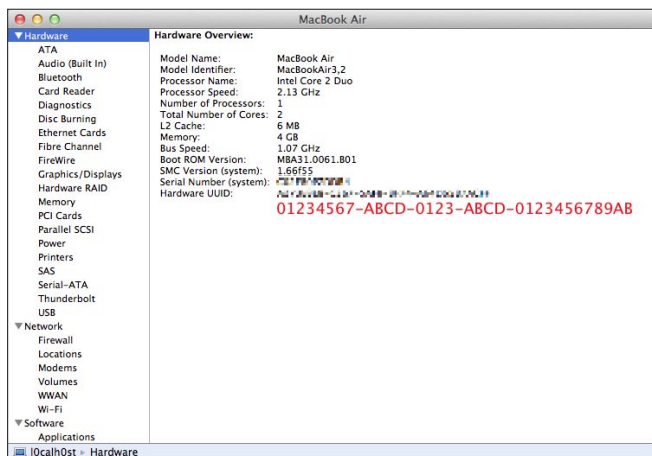 MacBook Air
Hardware
ATA
Audio (Built In)
Bluetooth
Card Reader
Diagnostics
Disc Burning
Ethernet Cards
Fibre Channel
FireWire
Graphics/Displays
Hardware RAID
Memory
PCI Cards
Parallel SCSI
Power
Printers
SAS
Serial-ATA
Thunderbolt
USB
Network
Firewall
Locations
Modems
Volumes
WWAN
Wi-Fi
Software
Applications
Hardware Overview:
Model Name: MacBook Air
Model Identifier: MacBookAir3,2
Processor Name: Intel Core 2 Duo
Processor Speed: 2.13 GHz
Number of Processors: 1
Total Number of Cores: 2
L2 Cache: 6 MB
Memory: 4 GB
Bus Speed: 1.07 GHz
Boot ROM Version: MBA31.0061.B01
SMC Version (system): 1.66f55
Serial Number (system):
Hardware UUID:
01234567-ABCD-0123-ABCD-0123456789AB
l0calh0st ▸ Hardware